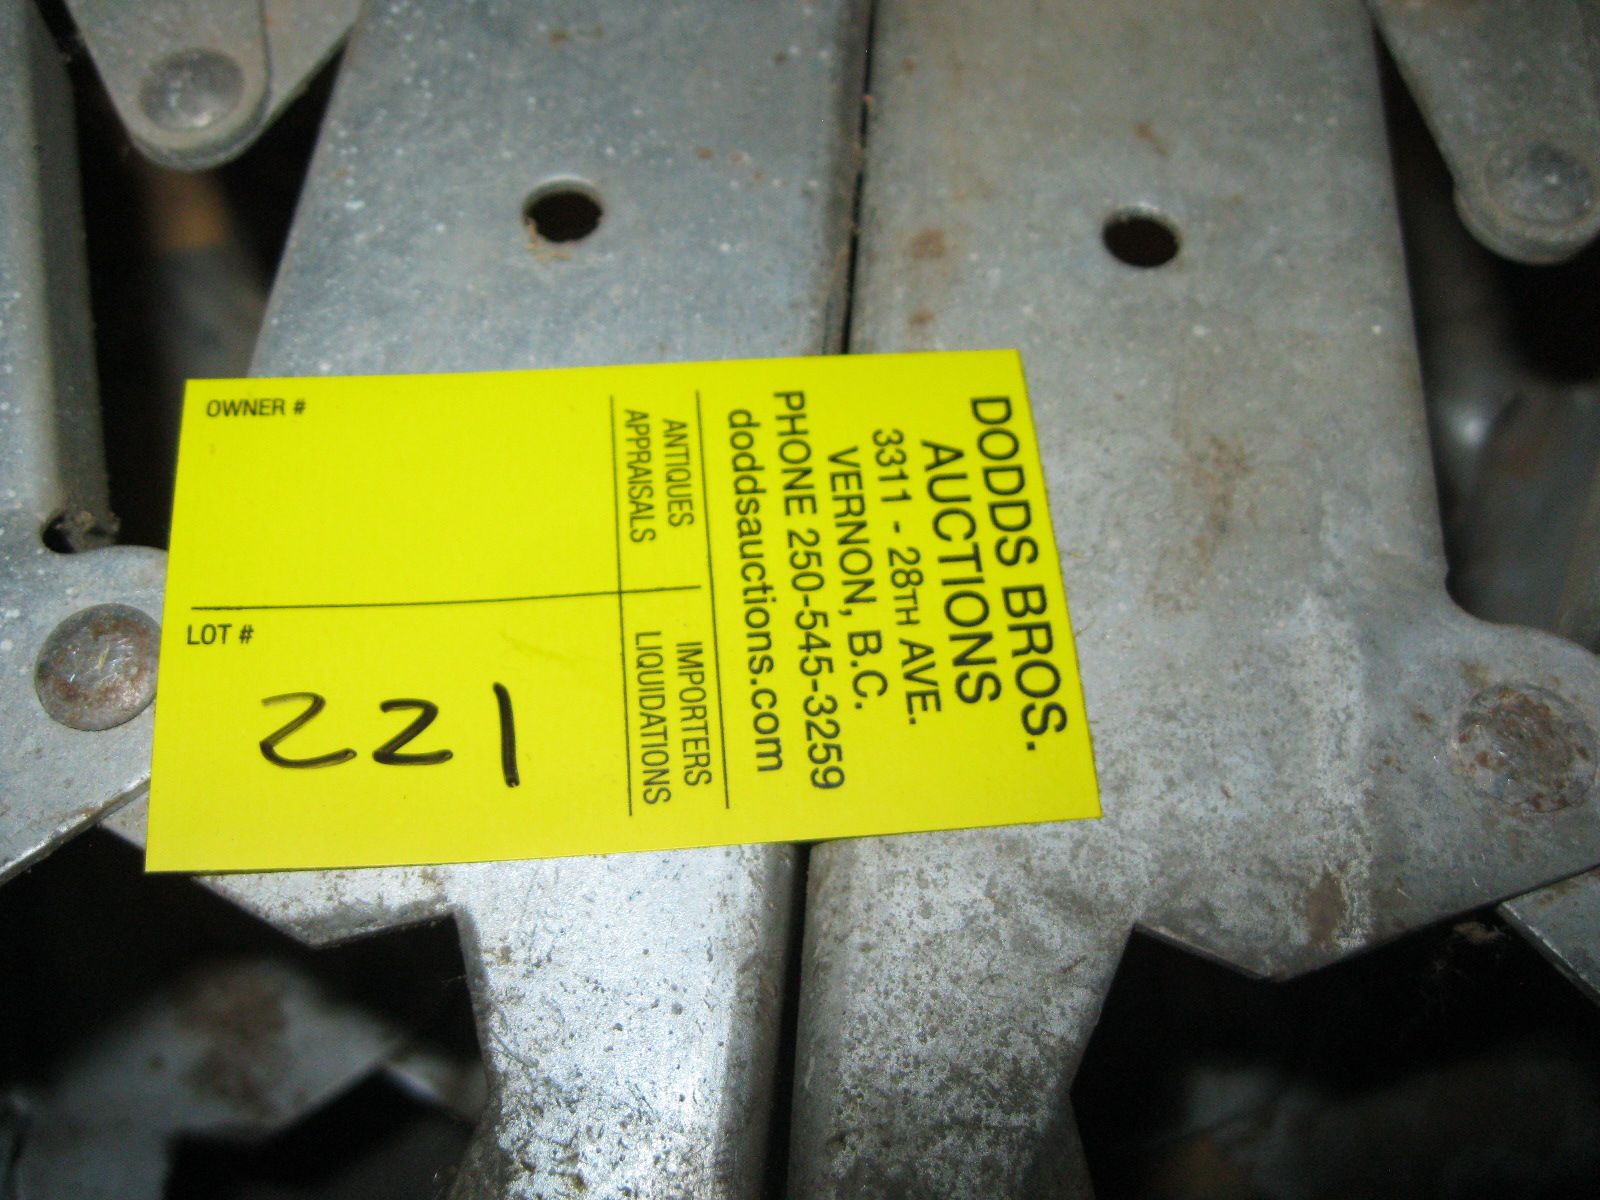 DODDS BROS.
AUCTIONS
3311 - 28TH AVE.
VERNON, B.C.
PHONE 250-545-3259
doddsauctions.com
ANTIQUES
APPRAISALS
IMPORTERS
LIQUIDATIONS
OWNER #
LOT #
221